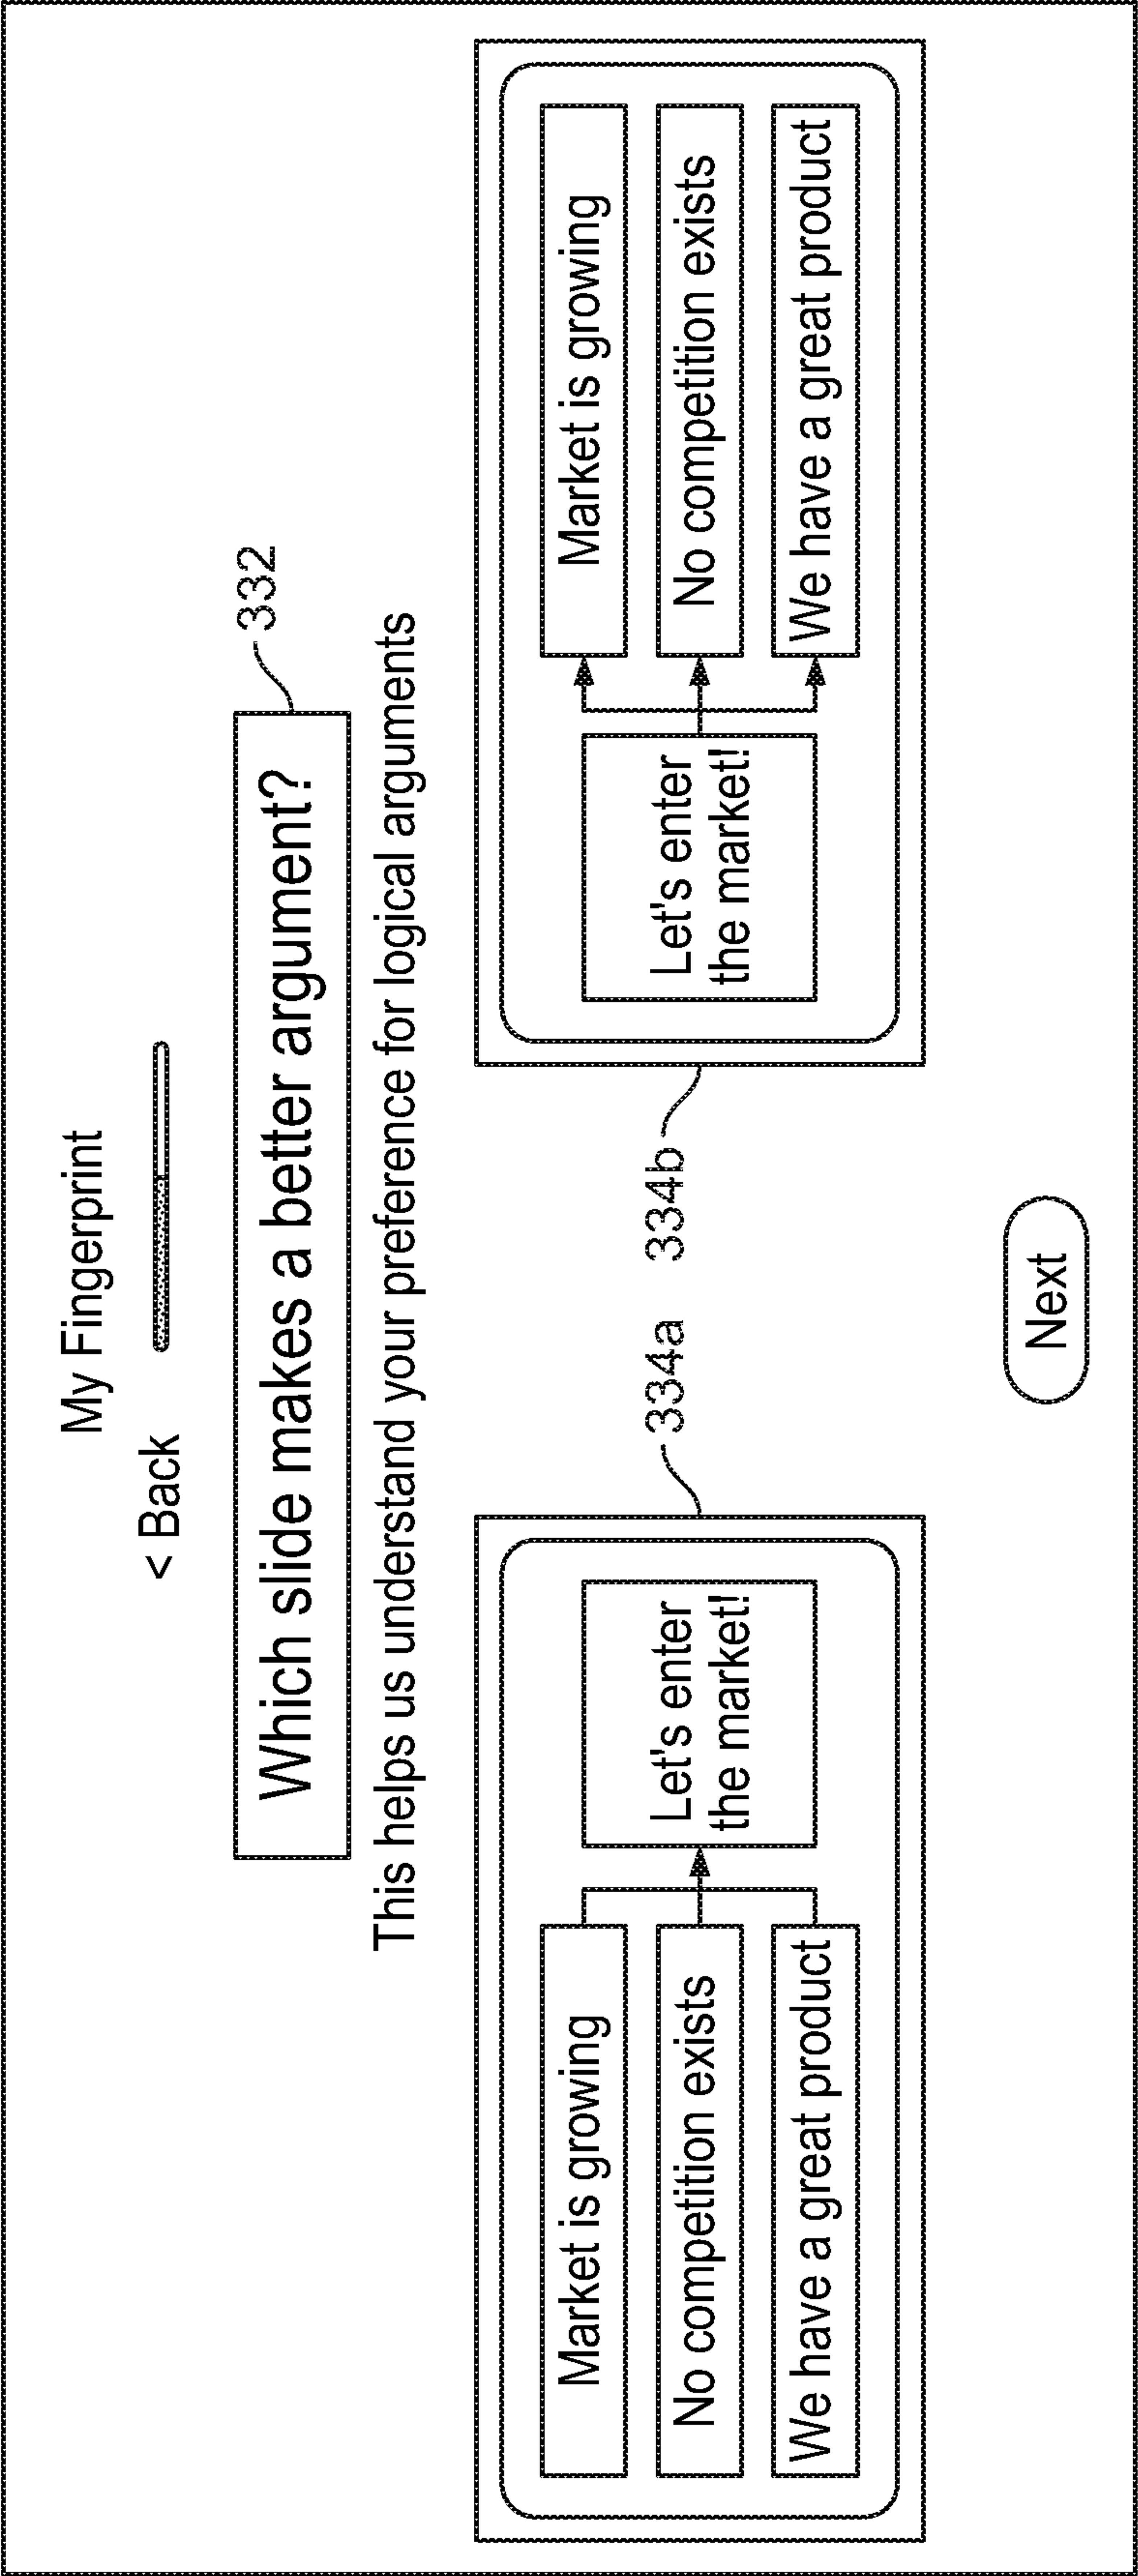 My Fingerprint
< Back
Which slide makes a better argument?
332
This helps us understand your preference for logical arguments
Market is growing
No competition exists
We have a great product
Let's enter
the market!
334a
334b
Let's enter
the market!
Market is growing
No competition exists
We have a great product
Next